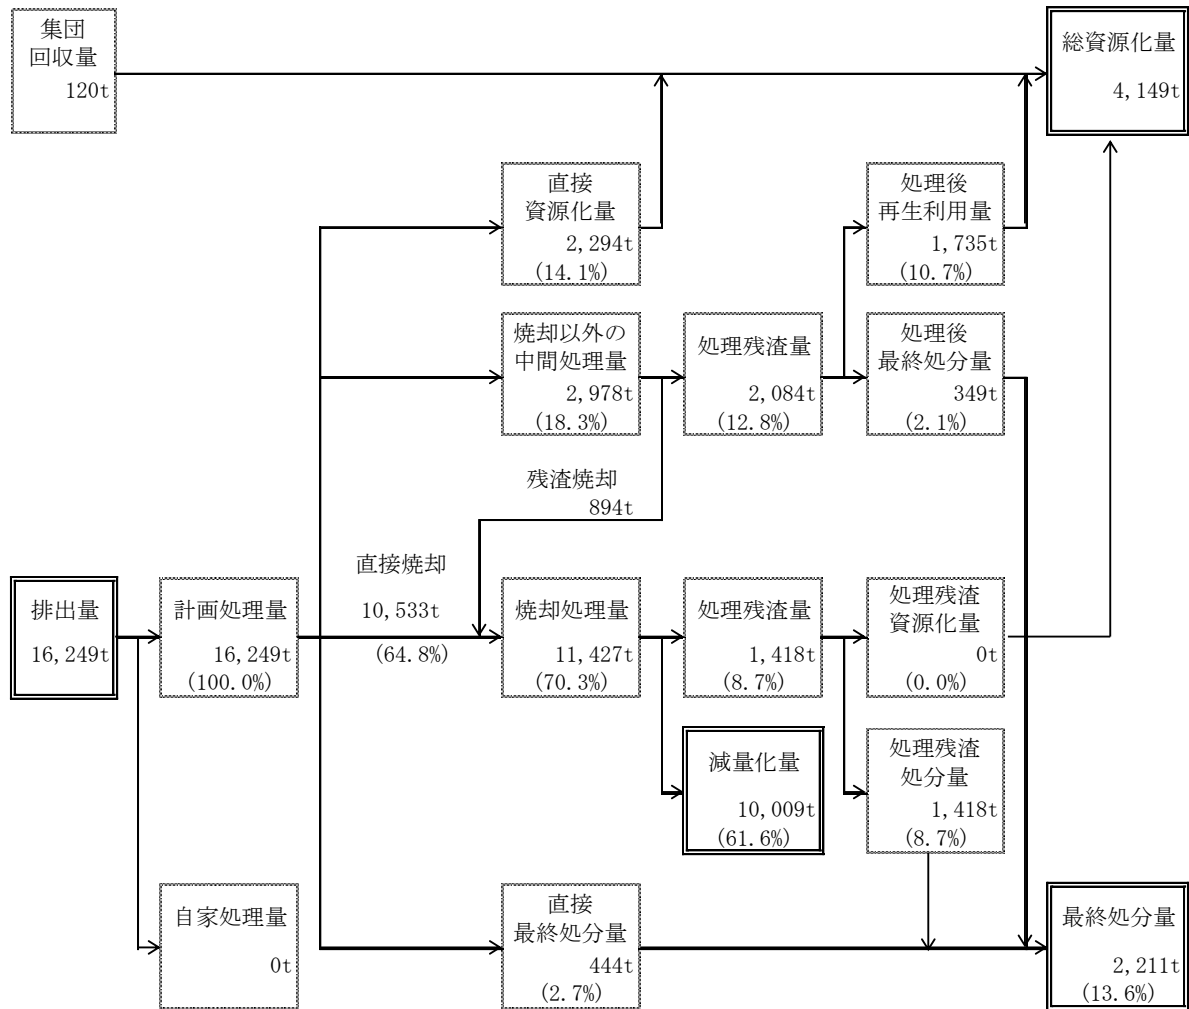 集団
回収量
120t
総資源化量
4,149t
直接
資源化量
2,294t
(14.1%)
処理後
再生利用量
1,735t
(10.7%)
焼却以外の
中間処理量
2,978t
(18.3%)
処理残渣量
2,084t
(12.8%)
処理後
最終処分量
349t
(2.1%)
残渣焼却
894t
直接焼却
10,533t
(64.8%)
排出量
16,249t
計画処理量
16,249t
(100.0%)
焼却処理量
11,427t
(70.3%)
処理残渣量
1,418t
(8.7%)
処理残渣
資源化量
0t
(0.0%)
減量化量
10,009t
(61.6%)
処理残渣
処分量
1,418t
(8.7%)
自家処理量
0t
直接
最終処分量
444t
(2.7%)
最終処分量
2,211t
(13.6%)